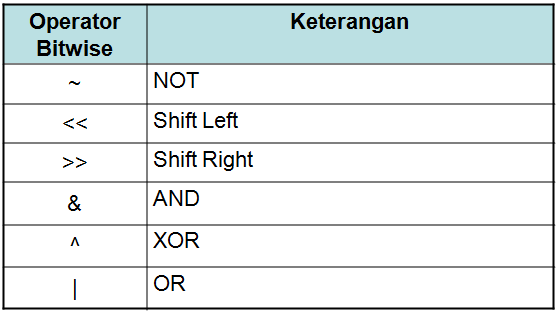 Operator Bitwise Keterangan
~ NOT
<< Shift Left
>> Shift Right
& AND
^ XOR
| OR